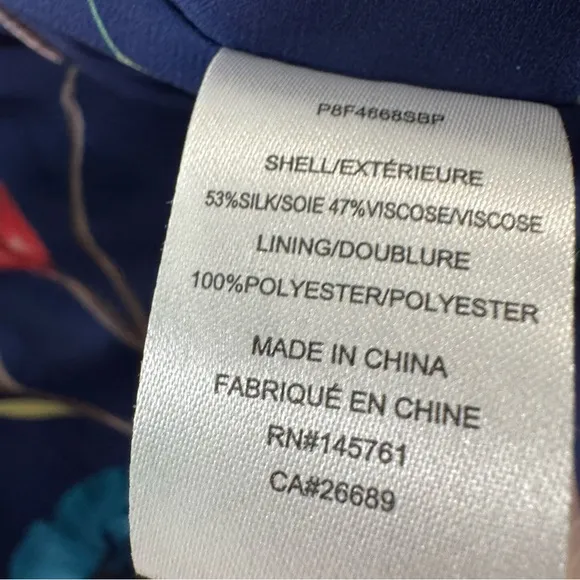 P8F4668SBP
SHELL/EXTÉRIEURE
53%SILK/SOIE 47%VISCOSE/VISCOSE
LINING/DOUBLURE
100%POLYESTER/POLYESTER
MADE IN CHINA
FABRIQUÉ EN CHINE
RN#145761
CA#26689